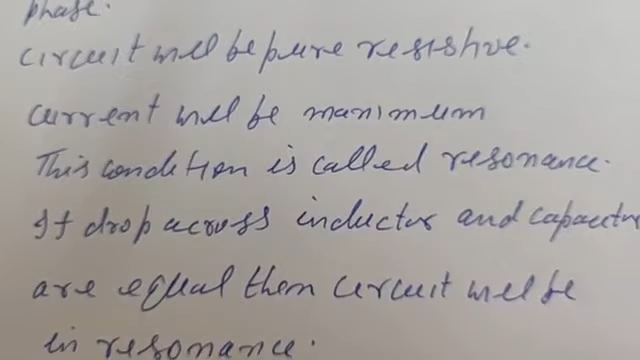 phase.
circuit will be pure resistive.
current will be maximum
This condition is called resonance.
If drop across inductor and capacitor
are equal then circuit will be
in resonance.